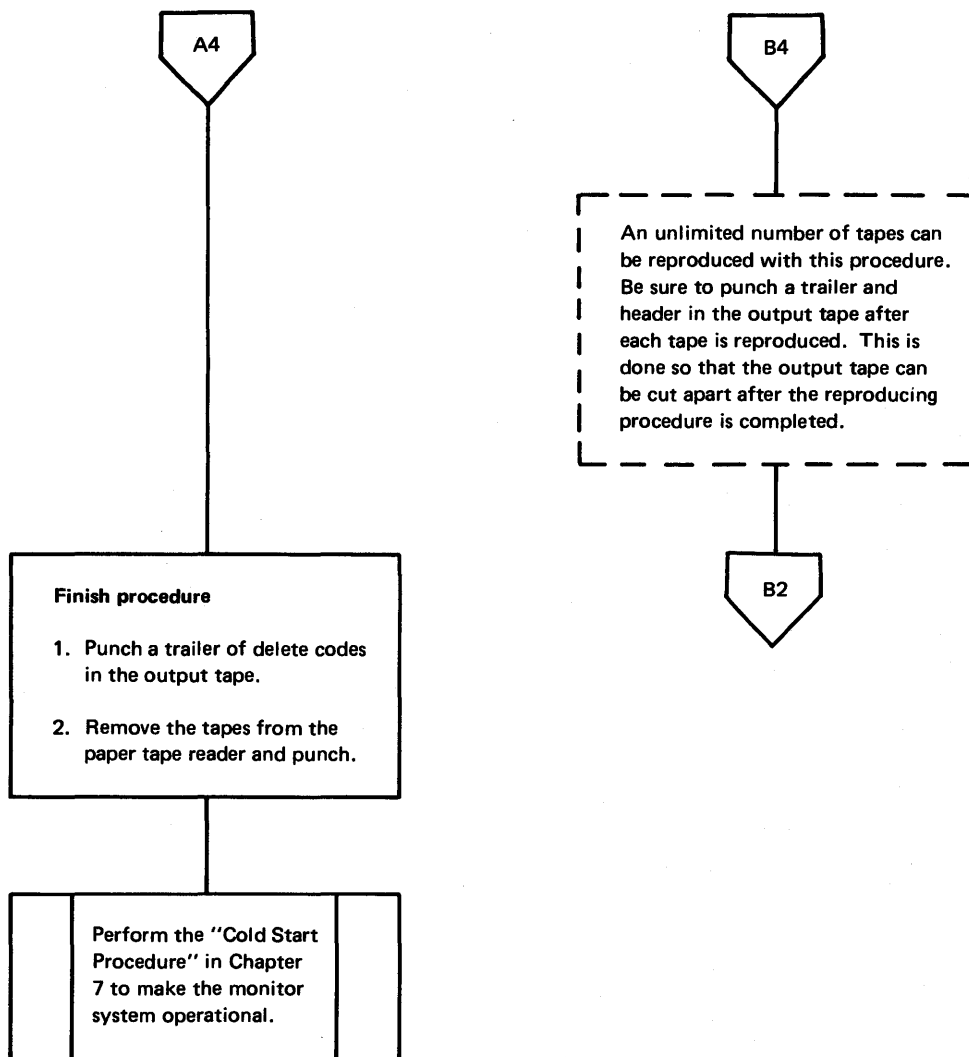 A4
Finish procedure
1. Punch a trailer of delete codes
in the output tape.
2. Remove the tapes from the
paper tape reader and punch.
Perform the "Cold Start
Procedure" in Chapter
7 to make the monitor
system operational.
B4
An unlimited number of tapes can
be reproduced with this procedure.
Be sure to punch a trailer and
header in the output tape after
each tape is reproduced. This is
done so that the output tape can
be cut apart after the reproducing
procedure is completed.
B2